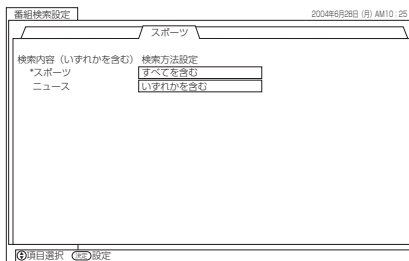 番組検索設定 2004年6月28日 (月) AM10:25
スポーツ
検索内容（いずれかを含む） 検索方法設定
*スポーツ すべてを含む
ニュース いずれかを含む
項目選択 決定 設定